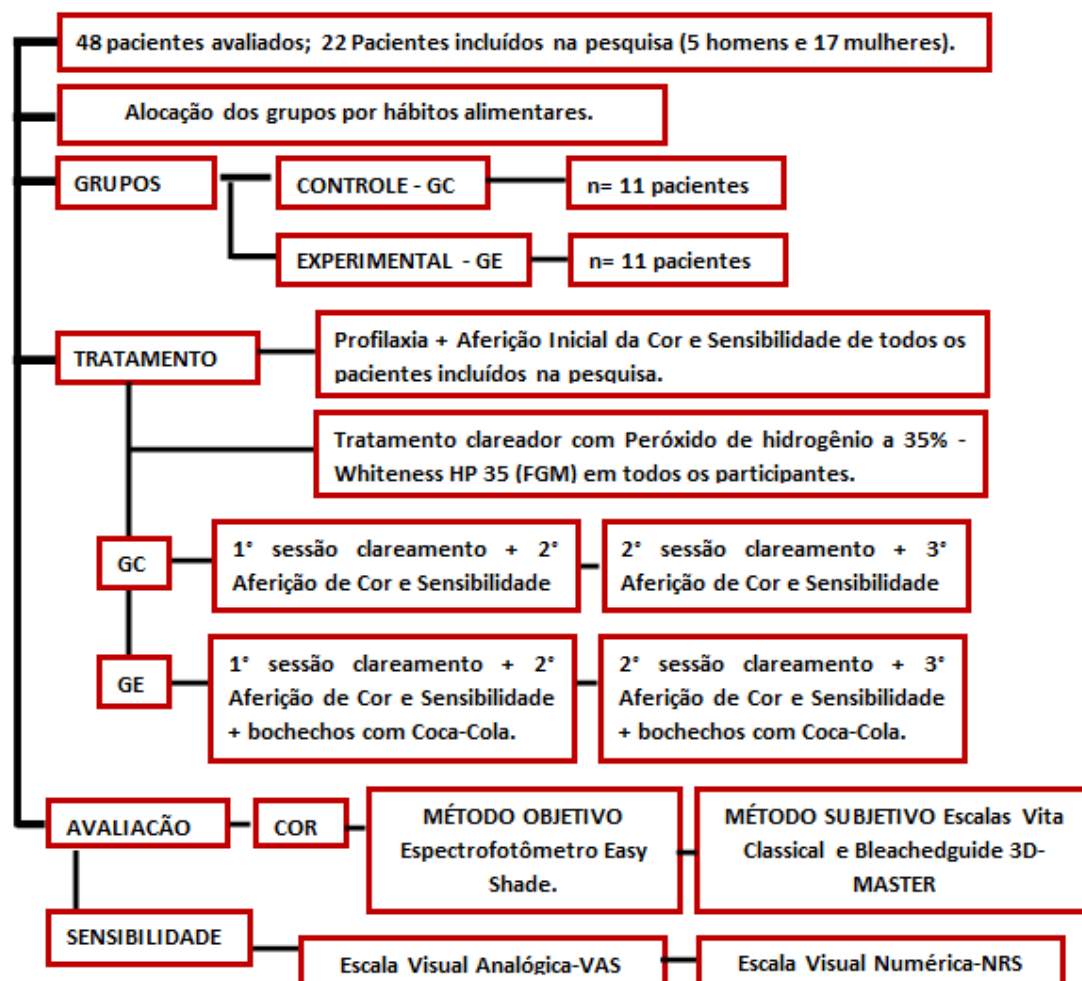 48 pacientes avaliados; 22 Pacientes incluídos na pesquisa (5 homens e 17 mulheres).
Alocação dos grupos por hábitos alimentares.
GRUPOS
CONTROLE - GC
n= 11 pacientes
EXPERIMENTAL - GE
n= 11 pacientes
TRATAMENTO
Profilaxia + Aferição Inicial da Cor e Sensibilidade de todos os
pacientes incluídos na pesquisa.
Tratamento clareador com Peróxido de hidrogênio a 35% -
Whiteness HP 35 (FGM) em todos os participantes.
GC
1° sessão clareamento + 2°
Aferição de Cor e Sensibilidade
2° sessão clareamento + 3°
Aferição de Cor e Sensibilidade
GE
1° sessão clareamento + 2°
Aferição de Cor e Sensibilidade
+ bochechos com Coca-Cola.
2° sessão clareamento + 3°
Aferição de Cor e Sensibilidade
+ bochechos com Coca-Cola.
AVALIACÃO
COR
MÉTODO OBJETIVO
Espectrofotômetro Easy
Shade.
MÉTODO SUBJETIVO Escalas Vita
Classical e Bleachedguide 3D-
MASTER
SENSIBILIDADE
Escala Visual Analógica-VAS
Escala Visual Numérica-NRS